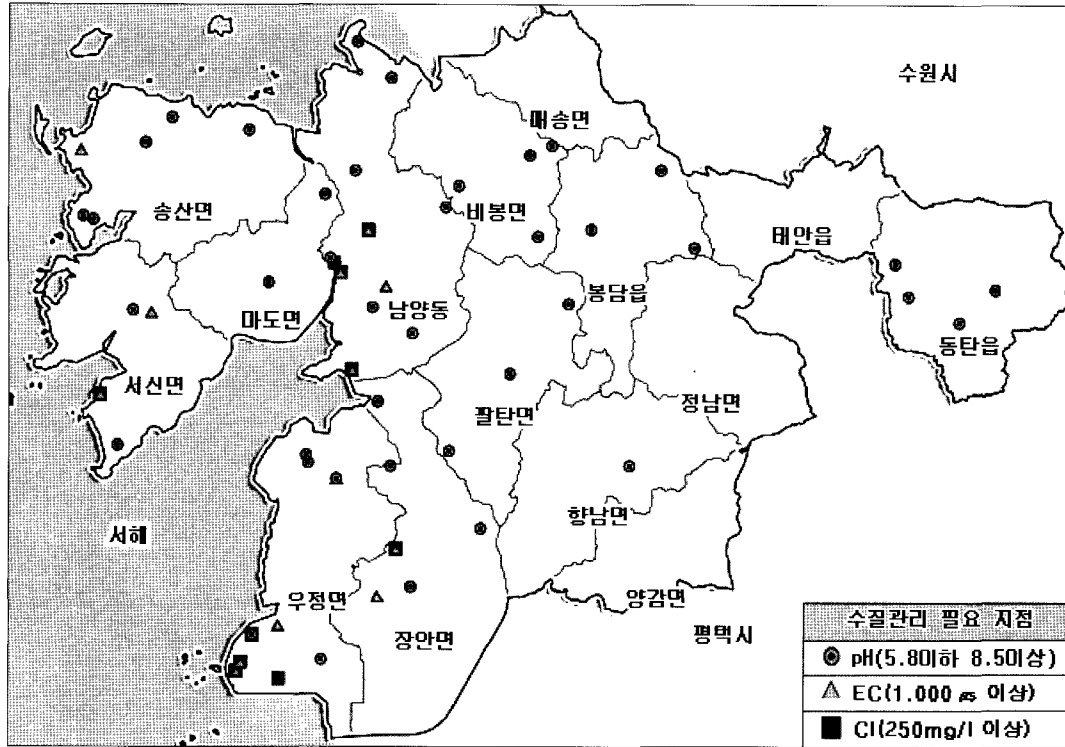 수원시
매송면
송산면
비봉면
태안읍
봉담읍
마도면
남양동
동탄읍
서신면
팔탄면
정남면
향남면
서해
우정면
양감면
장안면
평택시
수질관리 필요 지점
pH(5.80이하 8.50이상)
EC(1.000 이상)
Cl(250mg/l 이상)